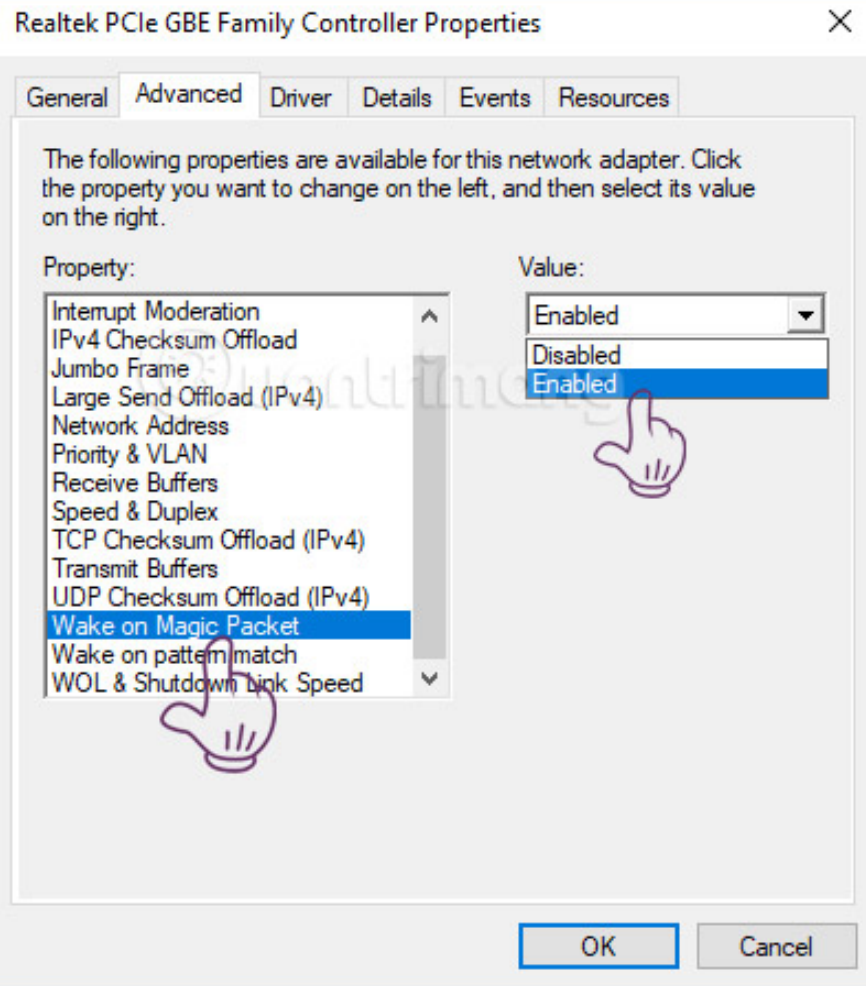 Realtek PCIe GBE Family Controller Properties
General Advanced Driver Details Events Resources
The following properties are available for this network adapter. Click
the property you want to change on the left, and then select its value
on the right.
Property:
Value:
Interrupt Moderation
IPv4 Checksum Offload
Jumbo Frame
Large Send Offload (IPv4)
Network Address
Priority & VLAN
Receive Buffers
Speed & Duplex
TCP Checksum Offload (IPv4)
Transmit Buffers
UDP Checksum Offload (IPv4)
Wake on Magic Packet
Wake on pattern match
WOL & Shutdown Link Speed
Enabled
Disabled
Enabled
Quantrimang
OK Cancel